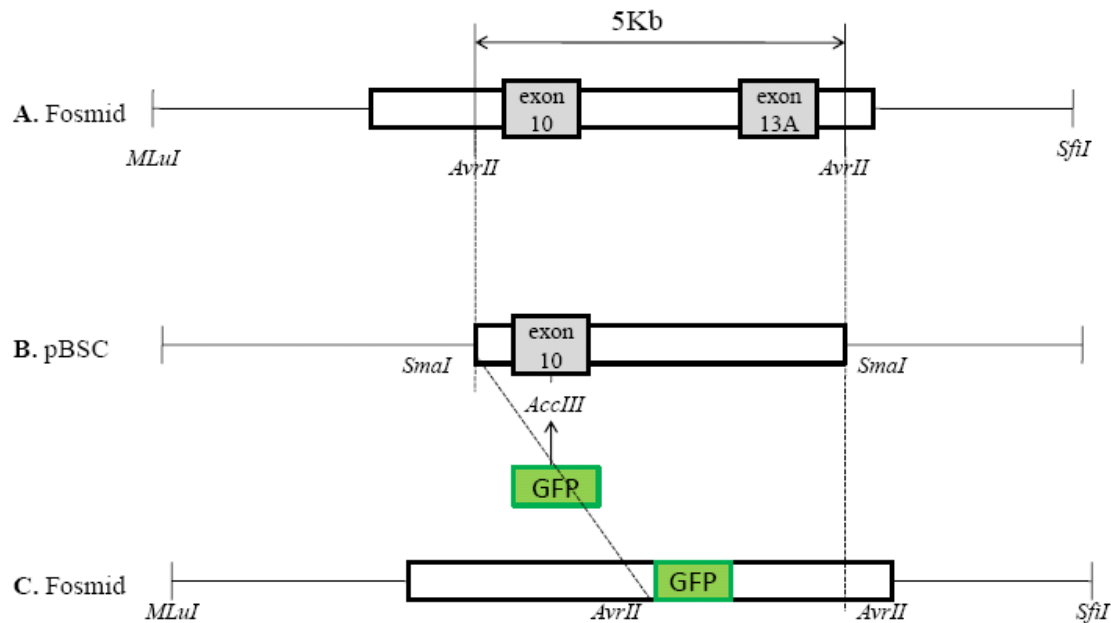 5Kb
A. Fosmid
exon
10
exon
13A
MLuI
AvrII
AvrII
SfiI
B. pBSC
exon
10
SmaI
SmaI
AccIII
GFP
C. Fosmid
GFP
MLuI
AvrII
AvrII
SfiI